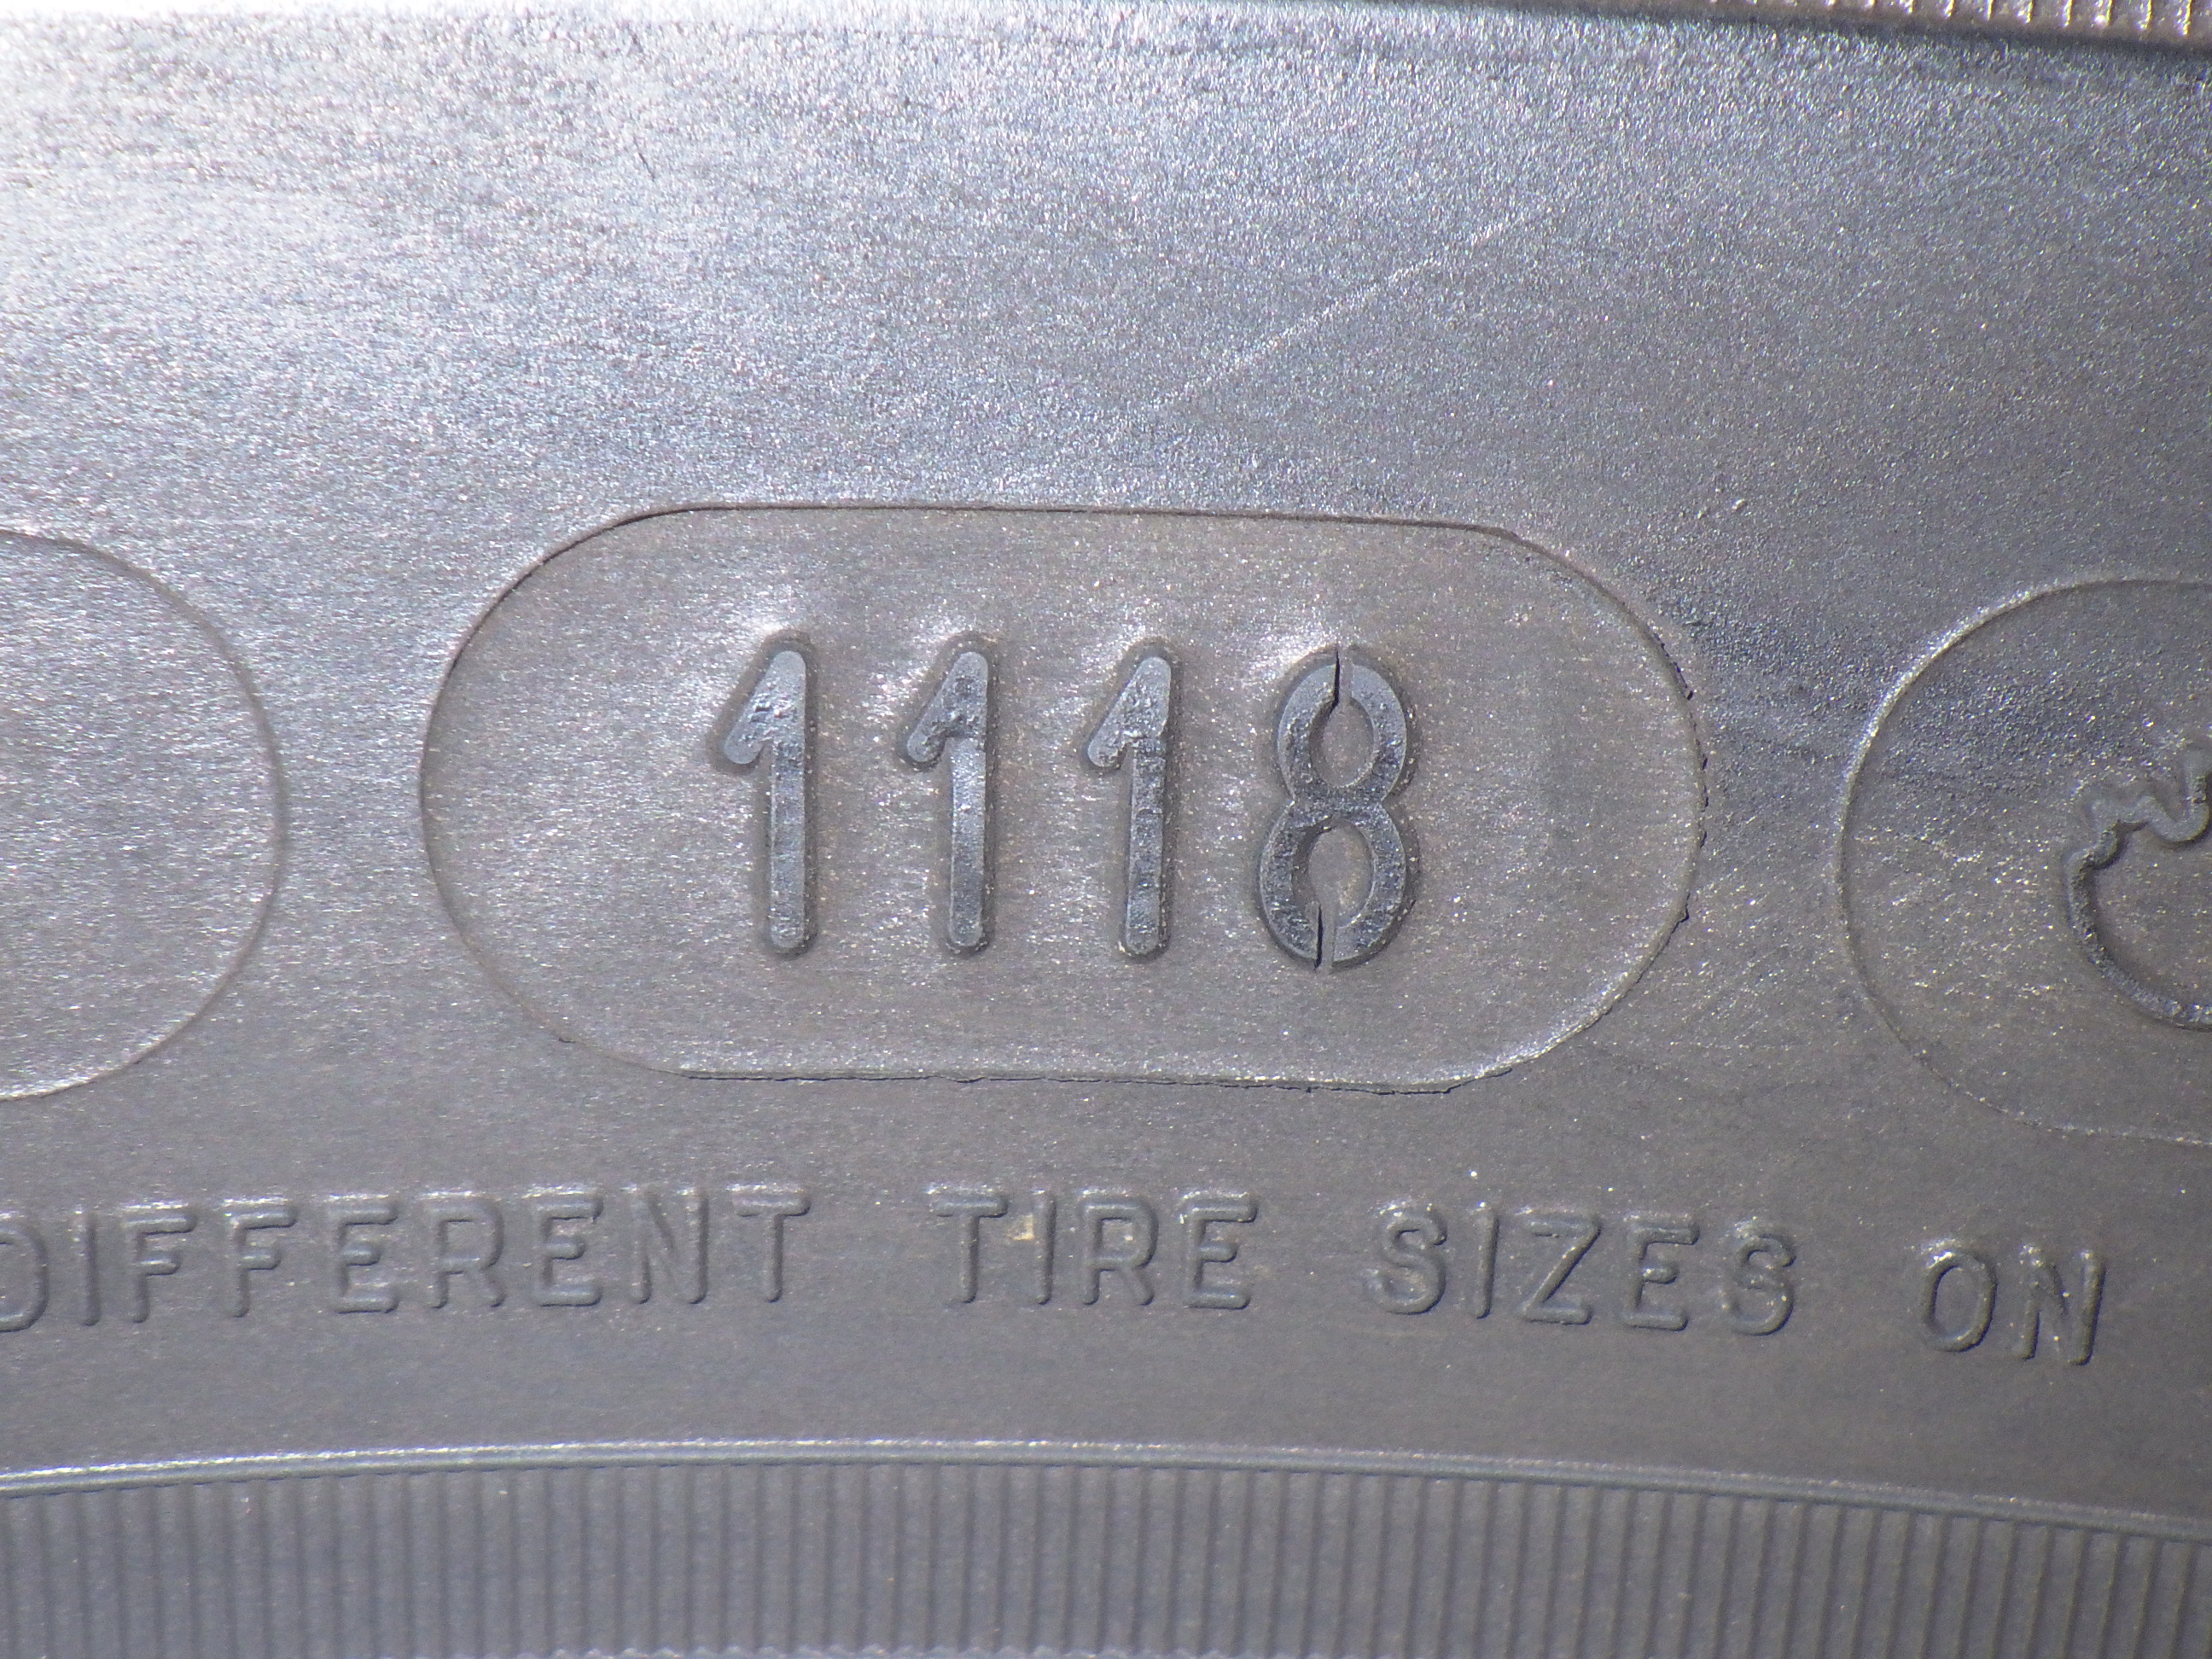 1118
DIFFERENT TIRE SIZES ON